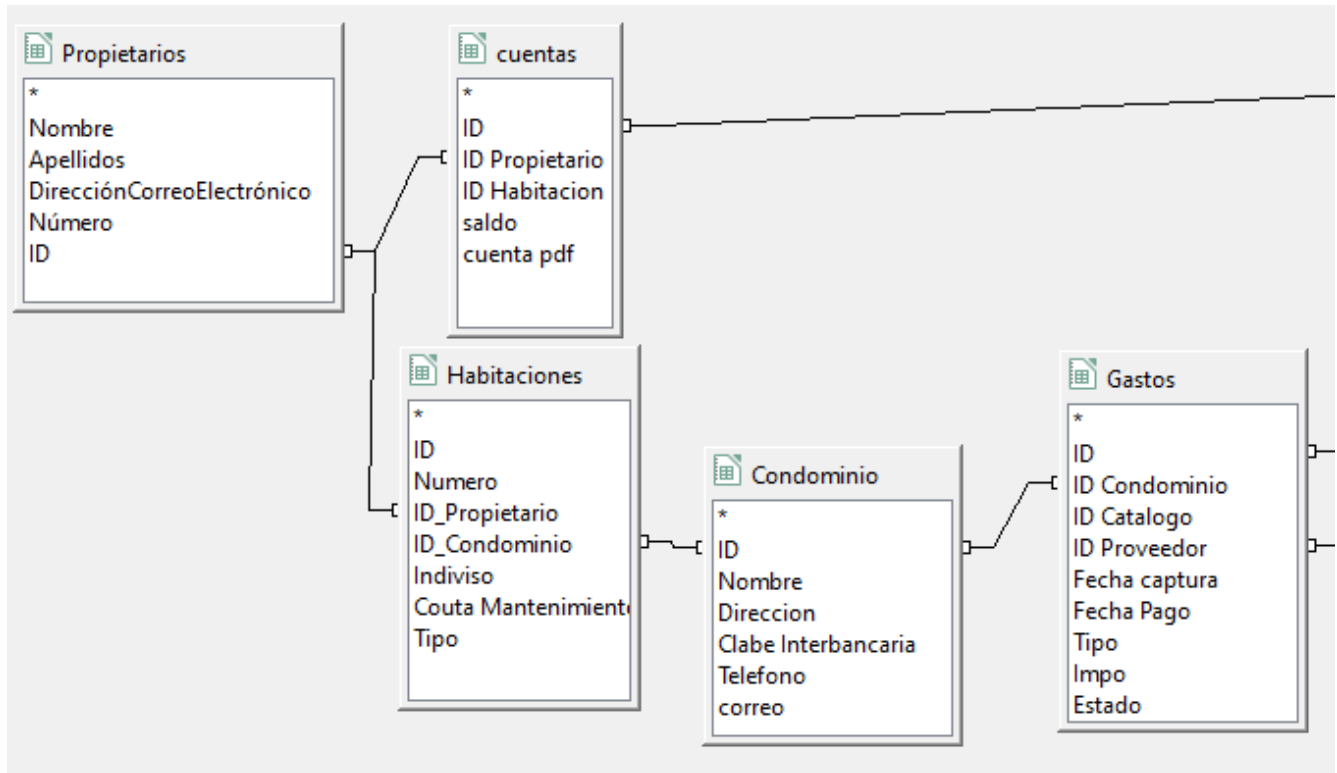 Propietarios
*
Nombre
Apellidos
DirecciónCorreoElectrónico
Número
ID
cuentas
*
ID
ID Propietario
ID Habitacion
saldo
cuenta pdf
Habitaciones
*
ID
Numero
ID_Propietario
ID_Condominio
Indiviso
Couta Mantenimiento
Tipo
Condominio
*
ID
Nombre
Direccion
Clabe Interbancaria
Telefono
correo
Gastos
*
ID
ID Condominio
ID Catalogo
ID Proveedor
Fecha captura
Fecha Pago
Tipo
Impo
Estado